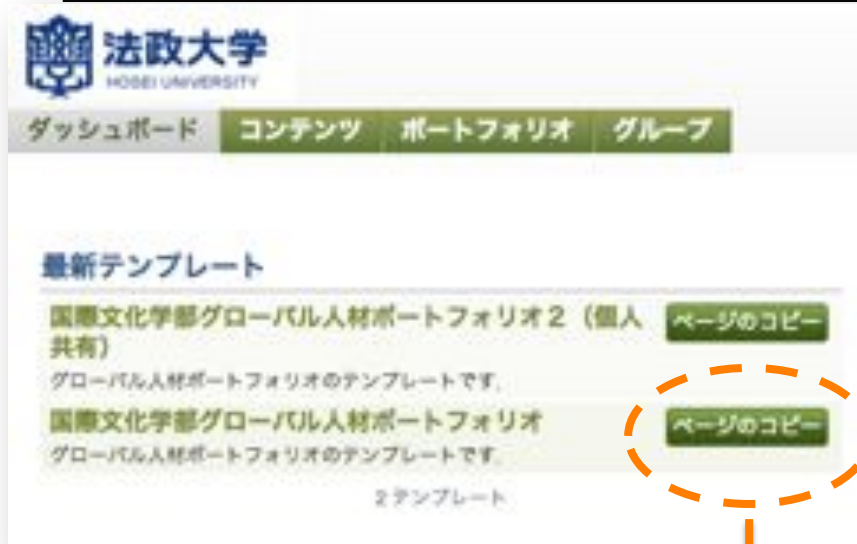 法政大学
HOSEI UNIVERSITY
ダッシュボード コンテンツ ポートフォリオ グループ
最新テンプレート
国際文化学部グローバル人材ポートフォリオ2（個人 ページのコピー
共有）
グローバル人材ポートフォリオのテンプレートです。
国際文化学部グローバル人材ポートフォリオ ページのコピー
グローバル人材ポートフォリオのテンプレートです。
2 テンプレート